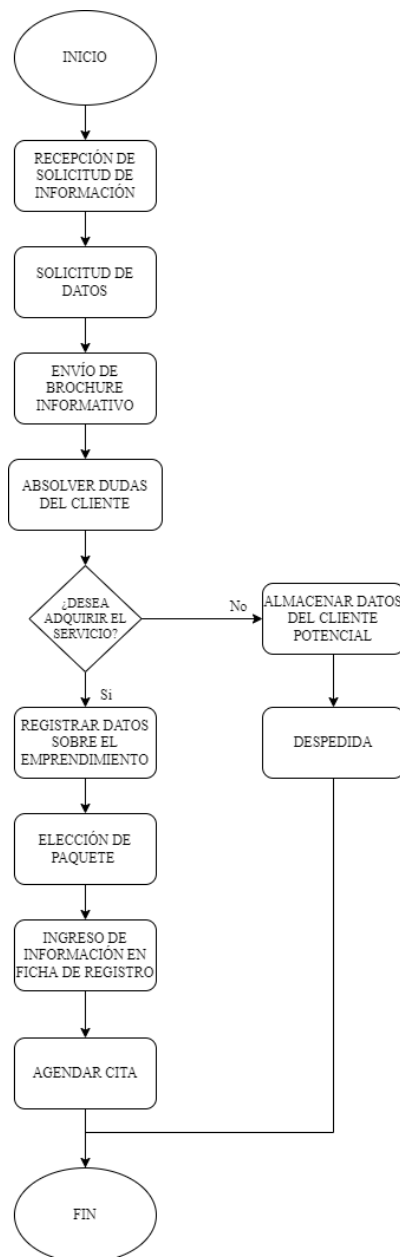 INICIO
RECEPCIÓN DE
SOLICITUD DE
INFORMACIÓN
SOLICITUD DE
DATOS
ENVÍO DE
BROCHURE
INFORMATIVO
ABSOLVER DUDAS
DEL CLIENTE
¿DESEA
ADQUIRIR EL
SERVICIO?
No
ALMACENAR DATOS
DEL CLIENTE
POTENCIAL
Si
REGISTRAR DATOS
SOBRE EL
EMPRENDIMIENTO
DESPEDIDA
ELECCIÓN DE
PAQUETE
INGRESO DE
INFORMACIÓN EN
FICHA DE REGISTRO
AGENDAR CITA
FIN